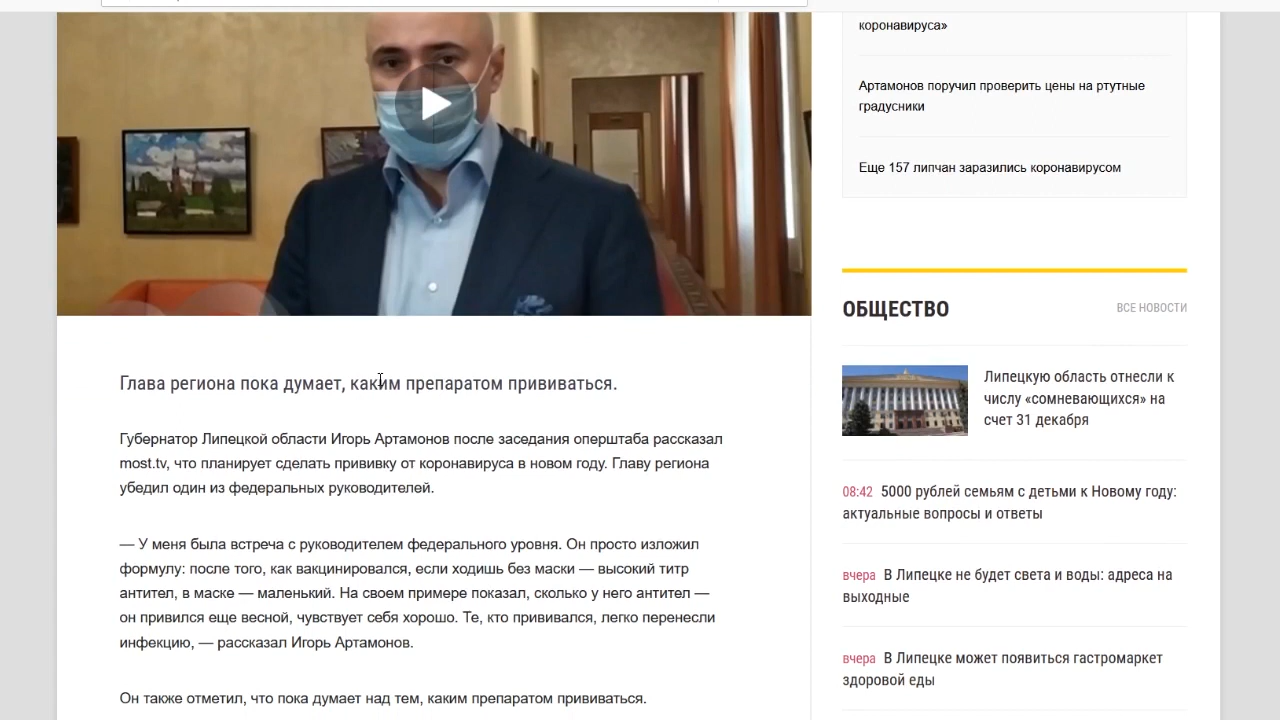 Глава региона пока думает, каким препаратом прививаться.
Губернатор Липецкой области Игорь Артамонов после заседания оперштаба рассказал
most.tv, что планирует сделать прививку от коронавируса в новом году. Главу региона
убедил один из федеральных руководителей.
— У меня была встреча с руководителем федерального уровня. Он просто изложил
формулу: после того, как вакцинировался, если ходишь без маски — высокий титр
антител, в маске — маленький. На своем примере показал, сколько у него антител —
он привился еще весной, чувствует себя хорошо. Те, кто прививался, легко перенесли
инфекцию, — рассказал Игорь Артамонов.
Он также отметил, что пока думает над тем, каким препаратом прививаться.
коронавируса»
Артамонов поручил проверить цены на ртутные
градусники
Еще 157 липчан заразились коронавирусом
ОБЩЕСТВО
ВСЕ НОВОСТИ
Липецкую область отнесли к
числу «сомневающихся» на
счет 31 декабря
08:42 5000 рублей семьям с детьми к Новому году:
актуальные вопросы и ответы
вчера В Липецке не будет света и воды: адреса на
выходные
вчера В Липецке может появиться гастромаркет
здоровой еды